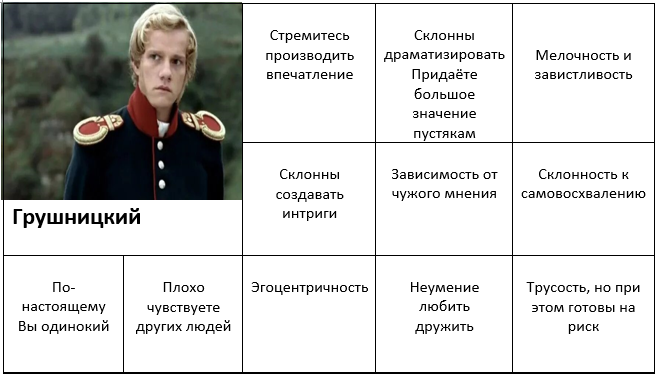 Стремитесь
производить
впечатление
Склонны
драматизировать
Придаёте
большое
значение
пустякам
Мелочность и
завистливость
Грушницкий
Склонны
создавать
интриги
Зависимость от
чужого мнения
Склонность к
самовосхвалению
По-
настоящему
Вы одинокий
Плохо
чувствуете
других людей
Эгоцентричность
Неумение
любить
дружить
Трусость, но при
этом готовы на
риск